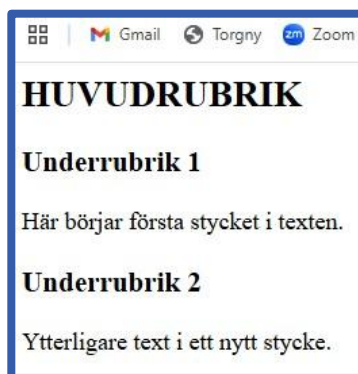 Gmail Torgny zm Zoom
HUVUDRUBRIK
Underrubrik 1
Här börjar första stycket i texten.
Underrubrik 2
Ytterligare text i ett nytt stycke.